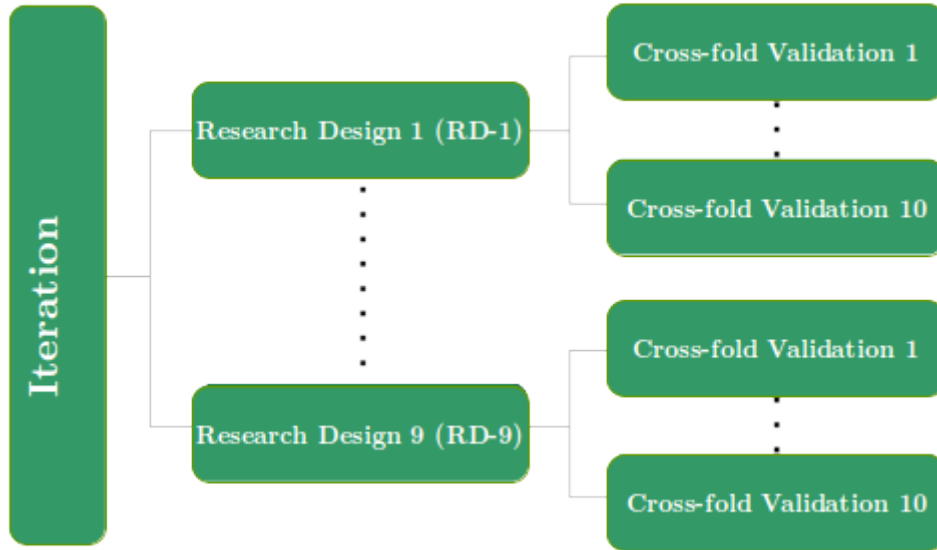 Iteration
Research Design 1 (RD-1)
Research Design 9 (RD-9)
Cross-fold Validation 1
Cross-fold Validation 10
Cross-fold Validation 1
Cross-fold Validation 10